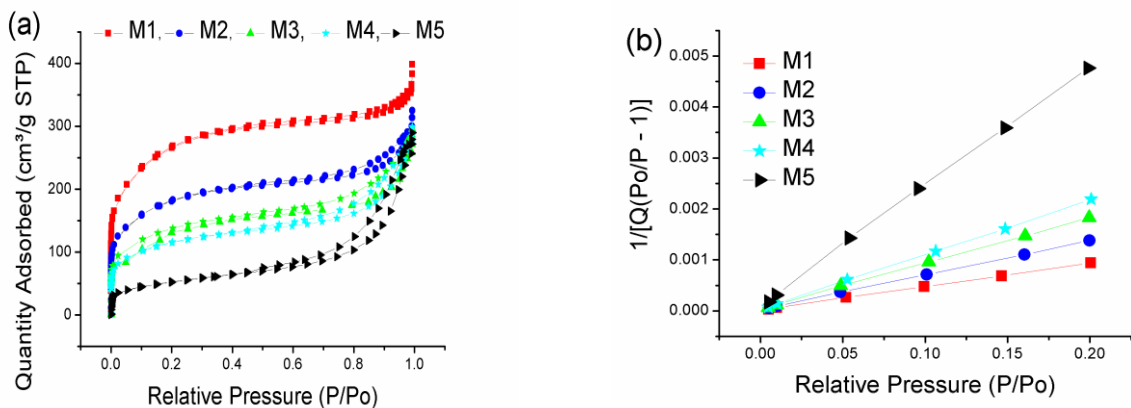 (a)
M1, M2, M3, M4, M5
Quantity Adsorbed (cm³/g STP)
400
300
200
100
0
0.0 0.2 0.4 0.6 0.8 1.0
Relative Pressure (P/Po)
(b)
M1
M2
M3
M4
M5
1/[Q(Po/P - 1)]
0.005
0.004
0.003
0.002
0.001
0.000
0.00 0.05 0.10 0.15 0.20
Relative Pressure (P/Po)